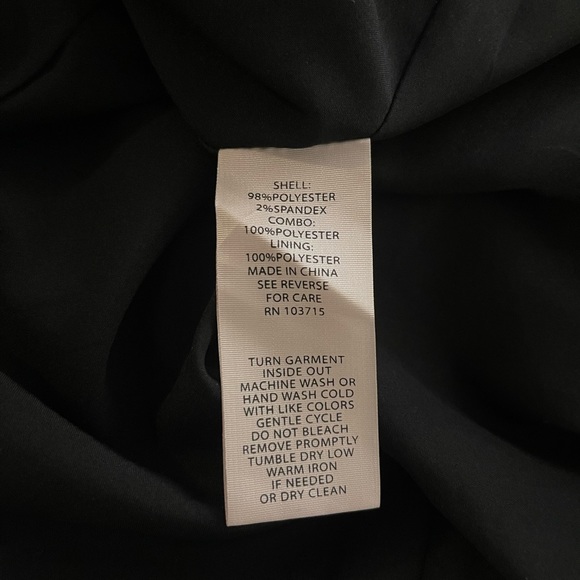 SHELL:
98%POLYESTER
2%SPANDEX
COMBO:
100%POLYESTER
LINING:
100%POLYESTER
MADE IN CHINA
SEE REVERSE
FOR CARE
RN 103715
TURN GARMENT
INSIDE OUT
MACHINE WASH OR
HAND WASH COLD
WITH LIKE COLORS
GENTLE CYCLE
DO NOT BLEACH
REMOVE PROMPTLY
TUMBLE DRY LOW
WARM IRON
IF NEEDED
OR DRY CLEAN